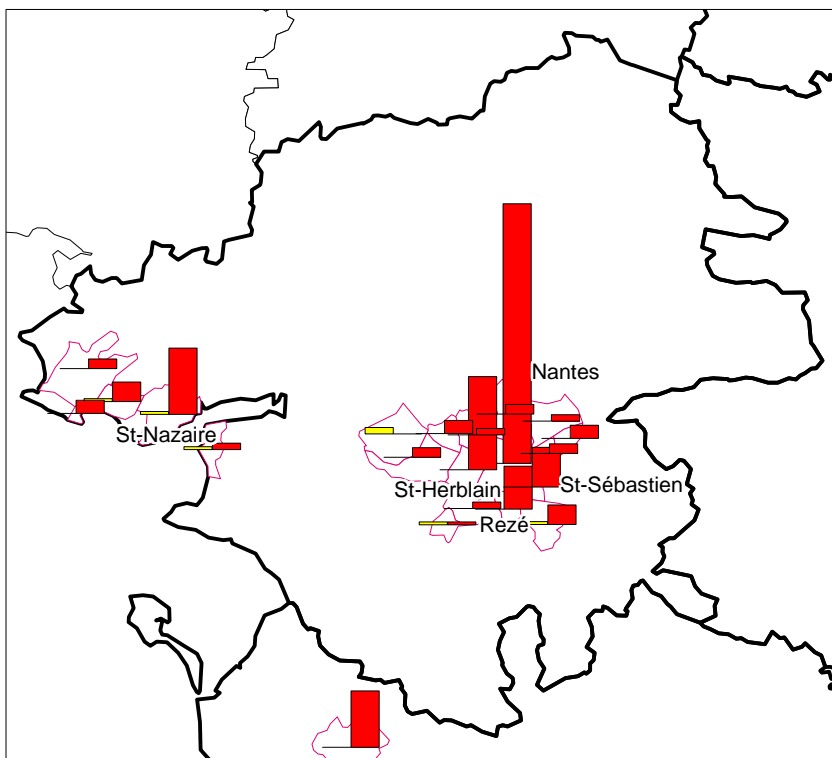 Nantes
St-Nazaire
St-Herblain
St-Sébastien
Rezé